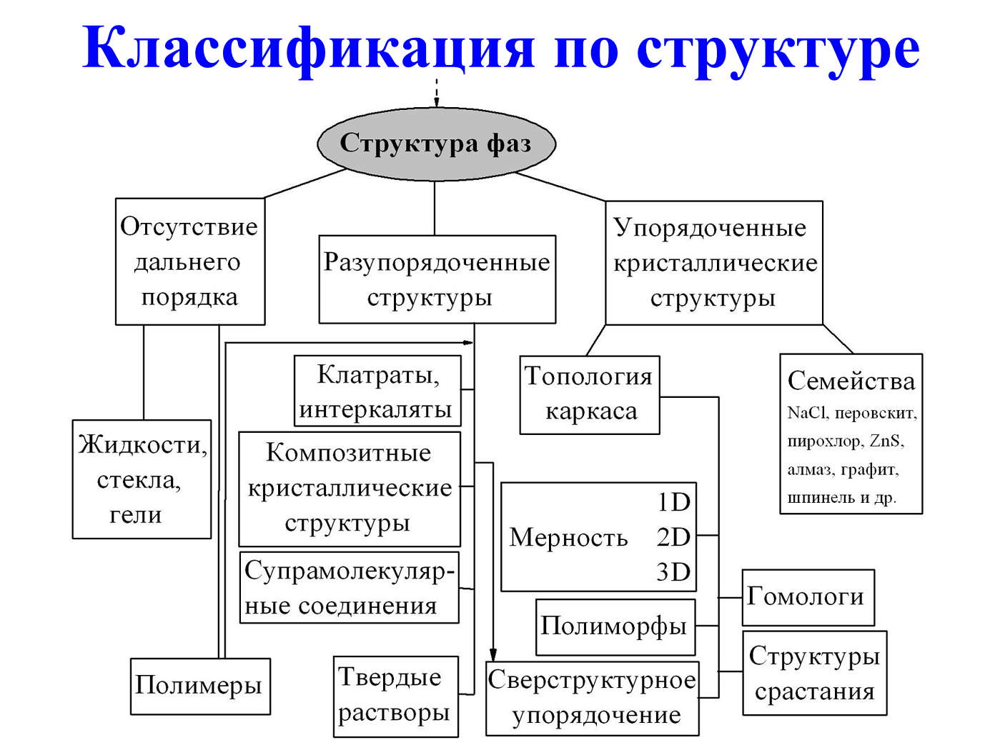 Классификация по структуре
Структура фаз
Отсутствие
дальнего
порядка
Разупорядоченные
структуры
Упорядоченные
кристаллические
структуры
Клатраты,
интеркаляты
Топология
каркаса
Семейства
NaCl, перовскит,
пирохлор, ZnS,
алмаз, графит,
шпинель и др.
Жидкости,
стекла,
гели
Композитные
кристаллические
структуры
Мерность
1D
2D
3D
Супрамолекуляр-
ные соединения
Гомологи
Полиморфы
Структуры
срастания
Полимеры
Твердые
растворы
Сверструктурное
упорядочение